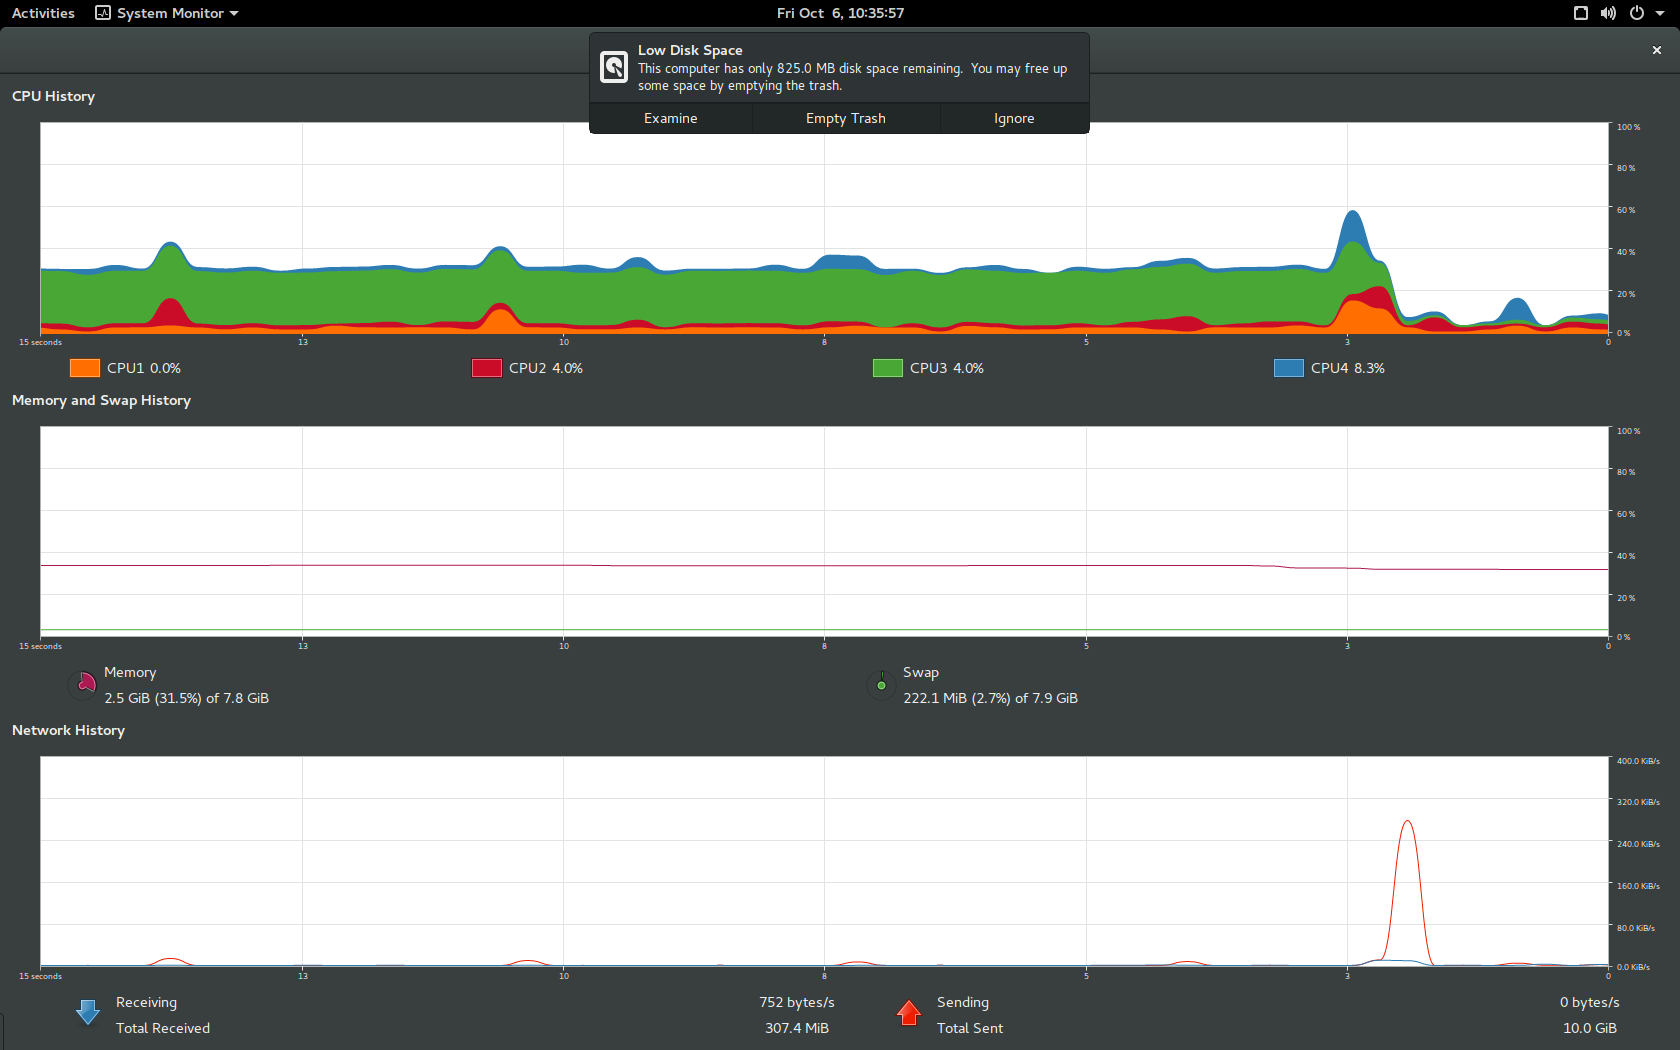 Activities System Monitor Fri Oct 6, 10:35:57
Low Disk Space
This computer has only 825.0 MB disk space remaining. You may free up
some space by emptying the trash.
Examine Empty Trash Ignore
CPU History
100 %
80 %
60 %
40 %
20 %
0 %
15 seconds 13 10 8 5 3 0
CPU1 0.0% CPU2 4.0% CPU3 4.0% CPU4 8.3%
Memory and Swap History
100 %
80 %
60 %
40 %
20 %
0 %
15 seconds 13 10 8 5 3 0
Memory Swap
2.5 GiB (31.5%) of 7.8 GiB 222.1 MiB (2.7%) of 7.9 GiB
Network History
400.0 KiB/s
320.0 KiB/s
240.0 KiB/s
160.0 KiB/s
80.0 KiB/s
0.0 KiB/s
15 seconds 13 10 8 5 3 0
Receiving 752 bytes/s Sending 0 bytes/s
Total Received 307.4 MiB Total Sent 10.0 GiB